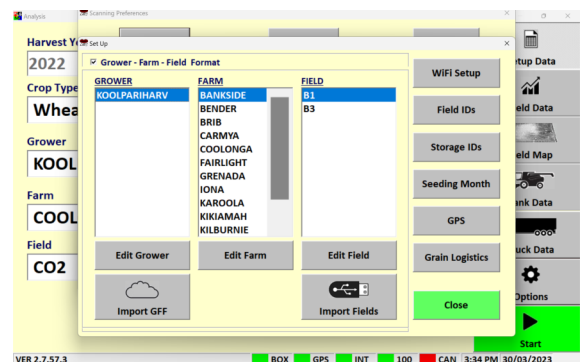 Analysis
Scanning Preferences
Harvest Y
Set Up
Grower - Farm - Field Format
2022
tup Data
WiFi Setup
GROWER
FARM
FIELD
Crop Type
KOOLPARIHARV
BANKSIDE
B1
BENDER
B3
Whea
Field IDs
eld Data
BRIB
CARMYA
COOLONGA
Storage IDs
Grower
FAIRLIGHT
eld Map
KOOL
GRENADA
IONA
Seeding Month
KAROOLA
nk Data
Farm
KIKIAMAH
COOL
KILBURNIE
GPS
uck Data
Field
Edit Grower
Edit Farm
Edit Field
Grain Logistics
CO2
Options
Import GFF
Import Fields
Close
Start
VER 2.7.57.3
BOX
GPS
INT
100
CAN
3:34 PM 30/03/2023